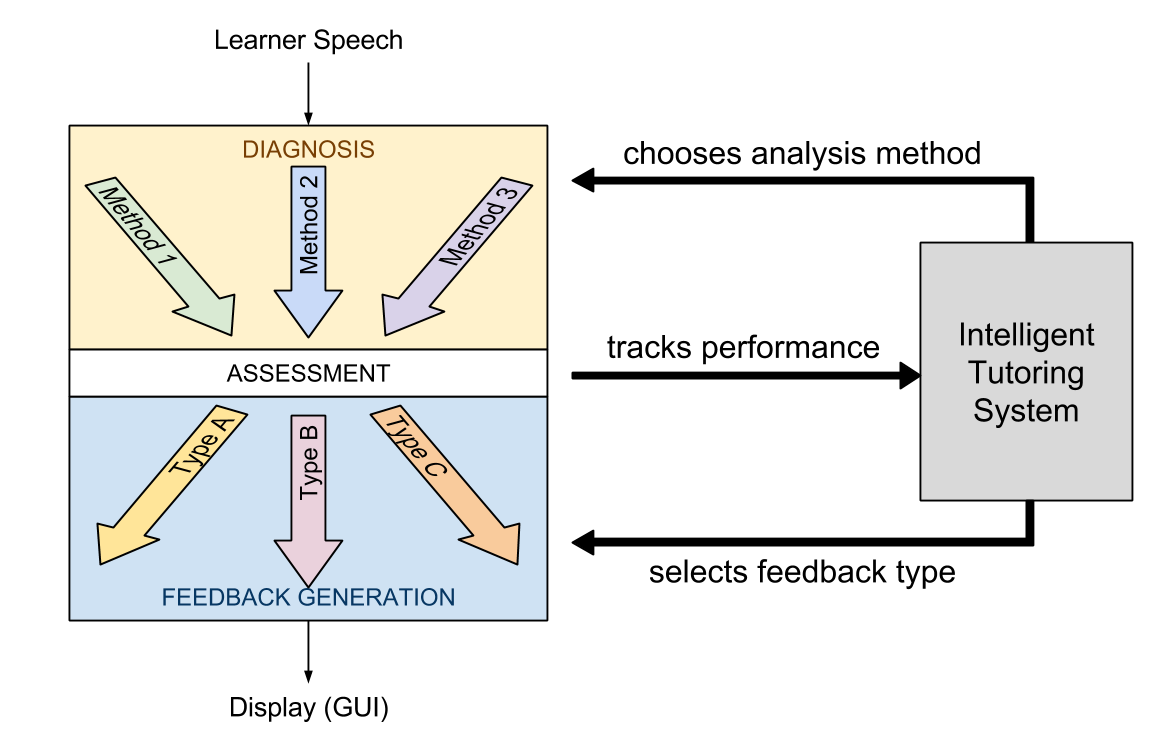 Learner Speech
DIAGNOSIS
Method 1
Method 2
Method 3
ASSESSMENT
Type A
Type B
Type C
FEEDBACK GENERATION
Display (GUI)
chooses analysis method
tracks performance
Intelligent
Tutoring
System
selects feedback type